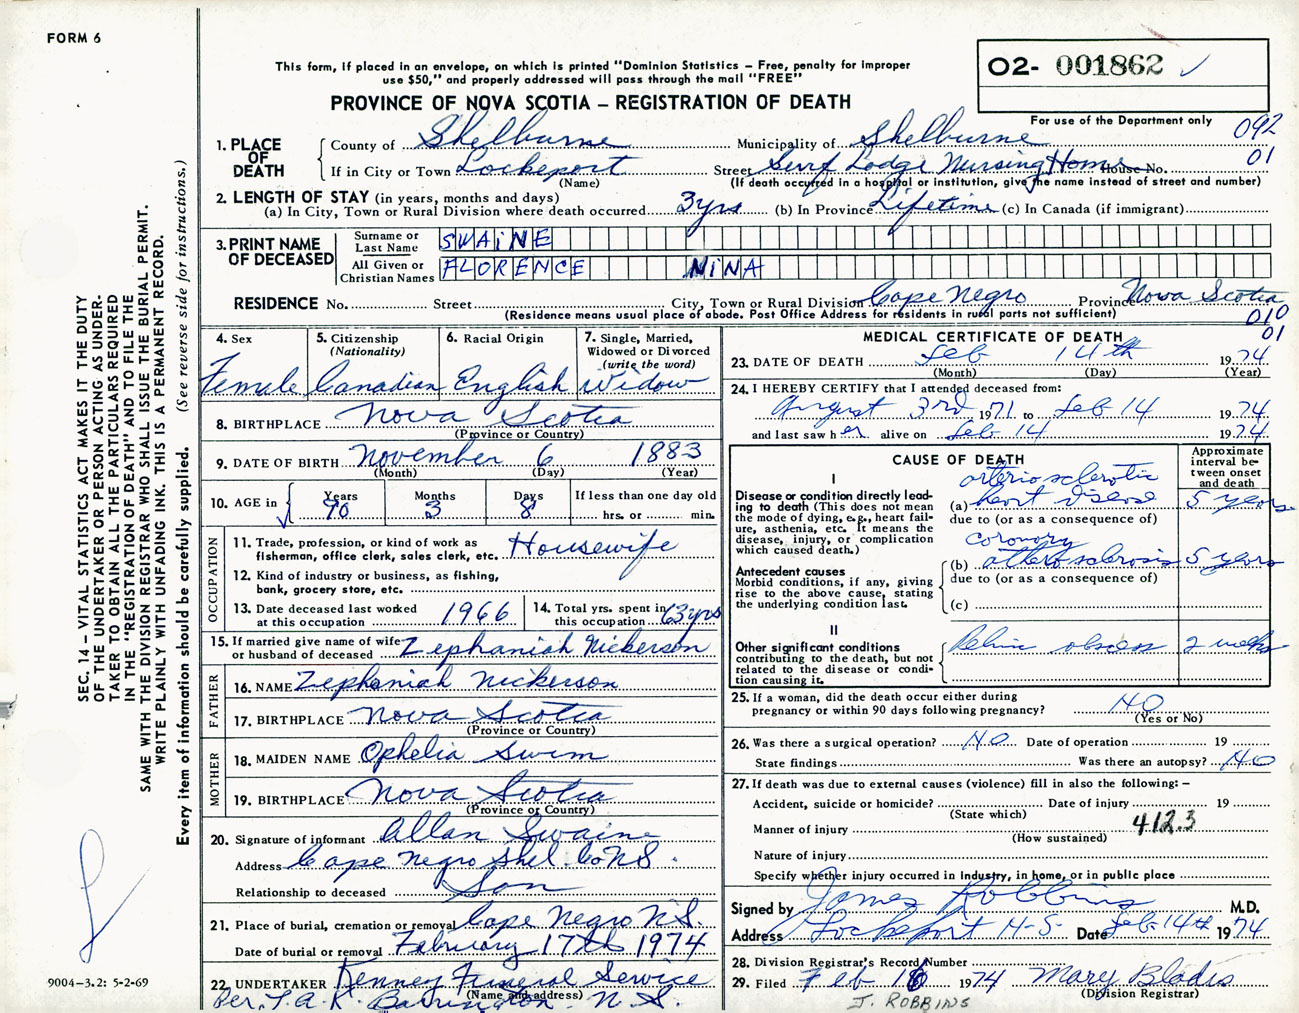 FORM 6
This form, if placed in an envelope, on which is printed "Dominion Statistics – Free, penalty for improper
use $50," and properly addressed will pass through the mail "FREE"
PROVINCE OF NOVA SCOTIA – REGISTRATION OF DEATH
02- 001862 ✓
For use of the Department only
092
01
1. PLACE OF DEATH
County of Shelburne Municipality of Shelburne
If in City or Town Lockeport Street Surf Lodge Nursing Home House No.
(Name) (If death occurred in a hospital or institution, give the name instead of street and number)
2. LENGTH OF STAY (in years, months and days)
(a) In City, Town or Rural Division where death occurred 3yrs (b) In Province Lifetime (c) In Canada (if immigrant)
3. PRINT NAME OF DECEASED
Surname or Last Name SWAINE
All Given or Christian Names FLORENCE NINA
RESIDENCE No. Street City, Town or Rural Division Cape Negro Province Nova Scotia
(Residence means usual place of abode. Post Office Address for residents in rural parts not sufficient)
010
01
4. Sex Female
5. Citizenship (Nationality) Canadian
6. Racial Origin English
7. Single, Married, Widowed or Divorced (write the word) Widow
8. BIRTHPLACE Nova Scotia
(Province or Country)
9. DATE OF BIRTH November 6 1883
(Month) (Day) (Year)
10. AGE in Years 90 Months 3 Days 8 If less than one day old
hrs. or min.
OCCUPATION
11. Trade, profession, or kind of work as
fisherman, office clerk, sales clerk, etc. Housewife
12. Kind of industry or business, as fishing,
bank, grocery store, etc.
13. Date deceased last worked
at this occupation 1966
14. Total yrs. spent in
this occupation 63yrs
15. If married give name of wife
or husband of deceased Zephaniah Nickerson
FATHER
16. NAME Zephaniah Nickerson
17. BIRTHPLACE Nova Scotia
(Province or Country)
MOTHER
18. MAIDEN NAME Ophelia Swim
19. BIRTHPLACE Nova Scotia
(Province or Country)
20. Signature of informant Allan Swaine
Address Cape Negro Shel. Co N S.
Relationship to deceased Son
21. Place of burial, cremation or removal Cape Negro N.S.
Date of burial or removal February 17th 1974
22. UNDERTAKER Kenney Funeral Service
(Name and address)
Per. T. A. K. Barrington N. S.
MEDICAL CERTIFICATE OF DEATH
23. DATE OF DEATH Feb 14th 1974
(Month) (Day) (Year)
24. I HEREBY CERTIFY that I attended deceased from:
August 3rd 1971 to Feb 14 1974
and last saw her alive on Feb 14 1974
CAUSE OF DEATH
Approximate interval between onset and death
I
Disease or condition directly leading to death (This does not
the mode of dying, e.g., heart failure, asthenia, etc. It means the
disease, injury, or complication
which caused death.)
arteriosclerotic
(a) heart disease 5 years
due to (or as a consequence of)
coronary
Antecedent causes
Morbid conditions, if any, giving
rise to the above cause, stating
the underlying condition last.
(b) atherosclerosis 5 years
due to (or as a consequence of)
(c)
II
Other significant conditions
contributing to the death, but not
related to the disease or condition causing it.
Pelvic abscess 2 weeks
25. If a woman, did the death occur either during
pregnancy or within 90 days following pregnancy? NO
(Yes or No)
26. Was there a surgical operation? NO Date of operation 19
State findings Was there an autopsy? NO
27. If death was due to external causes (violence) fill in also the following:–
Accident, suicide or homicide? Date of injury 19
(State which)
Manner of injury 412.3
(How sustained)
Nature of injury
Specify whether injury occurred in industry, in home, or in public place
Signed by James Robbins M.D.
Address Lockeport N.S. Date Feb. 14th 1974
28. Division Registrar's Record Number
29. Filed Feb 16 1974 Mary Bladis
(Division Registrar)
J. ROBBINS
SEC. 14 – VITAL STATISTICS ACT MAKES IT THE DUTY
OF THE UNDERTAKER OR PERSON ACTING AS UNDERTAKER TO OBTAIN ALL THE PARTICULARS REQUIRED
IN THE "REGISTRATION OF DEATH" AND TO FILE THE
SAME WITH THE DIVISION REGISTRAR WHO SHALL ISSUE THE BURIAL PERMIT.
WRITE PLAINLY WITH UNFADING INK. THIS IS A PERMANENT RECORD.
Every item of information should be carefully supplied. (See reverse side for instructions.)
9004–3.2: 5-2-69